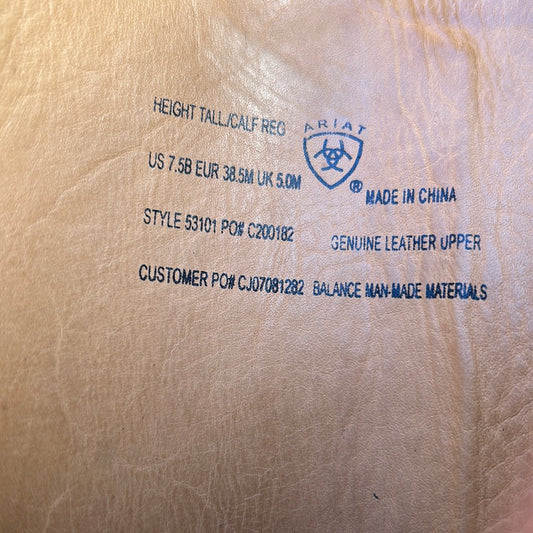 HEIGHT TALL./CALF REG
ARIAT
US 7.5B EUR 38.5M UK 5.0M
®
MADE IN CHINA
STYLE 53101 PO# C200182
GENUINE LEATHER UPPER
CUSTOMER PO# CJ07081282
BALANCE MAN-MADE MATERIALS